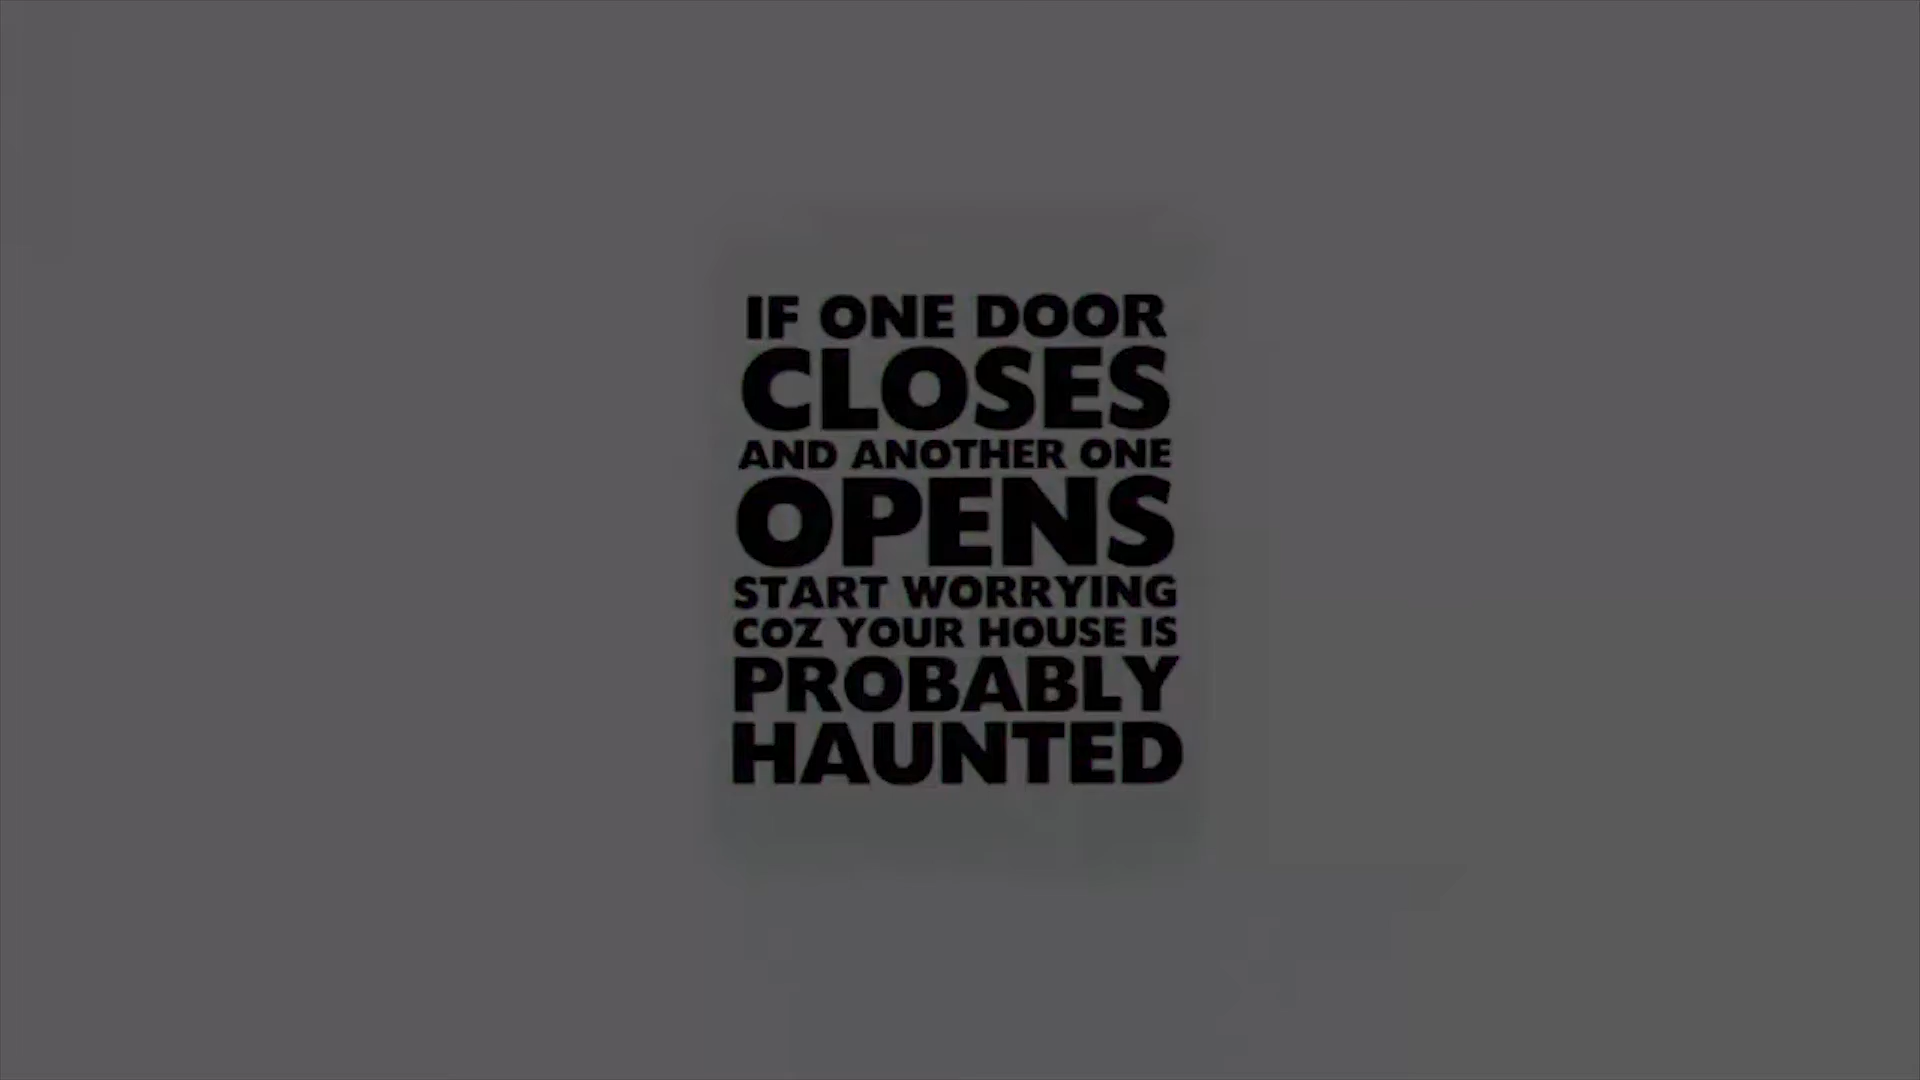 IF ONE DOOR
CLOSES
AND ANOTHER ONE
OPENS
START WORRYING
COZ YOUR HOUSE IS
PROBABLY
HAUNTED